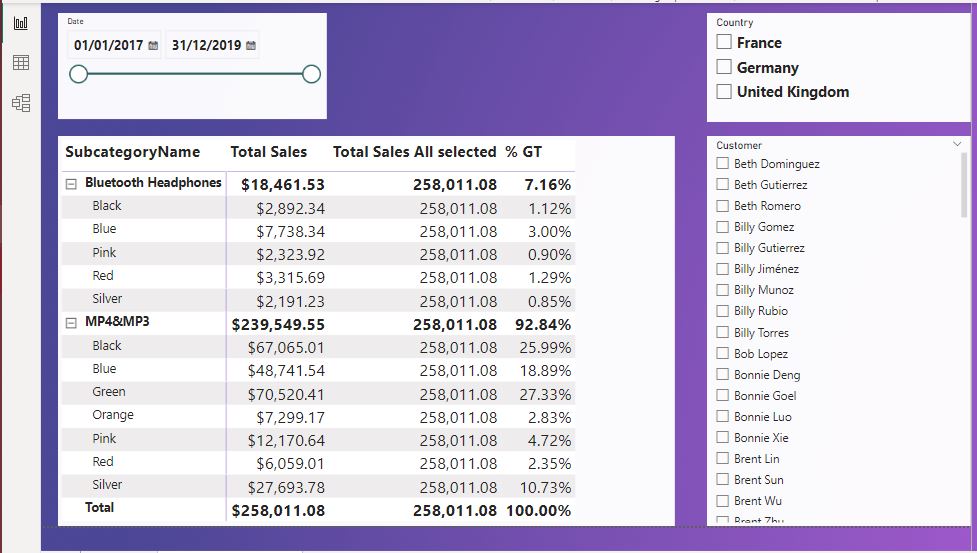 Date
01/01/2017 31/12/2019
Country
France
Germany
United Kingdom
SubcategoryName Total Sales Total Sales All selected % GT
Bluetooth Headphones $18,461.53 258,011.08 7.16%
Black $2,892.34 258,011.08 1.12%
Blue $7,738.34 258,011.08 3.00%
Pink $2,323.92 258,011.08 0.90%
Red $3,315.69 258,011.08 1.29%
Silver $2,191.23 258,011.08 0.85%
MP4&MP3 $239,549.55 258,011.08 92.84%
Black $67,065.01 258,011.08 25.99%
Blue $48,741.54 258,011.08 18.89%
Green $70,520.41 258,011.08 27.33%
Orange $7,299.17 258,011.08 2.83%
Pink $12,170.64 258,011.08 4.72%
Red $6,059.01 258,011.08 2.35%
Silver $27,693.78 258,011.08 10.73%
Total $258,011.08 258,011.08 100.00%
Customer
Beth Dominguez
Beth Gutierrez
Beth Romero
Billy Gomez
Billy Gutierrez
Billy Jiménez
Billy Munoz
Billy Rubio
Billy Torres
Bob Lopez
Bonnie Deng
Bonnie Goel
Bonnie Luo
Bonnie Xie
Brent Lin
Brent Sun
Brent Wu
Brent Zhu